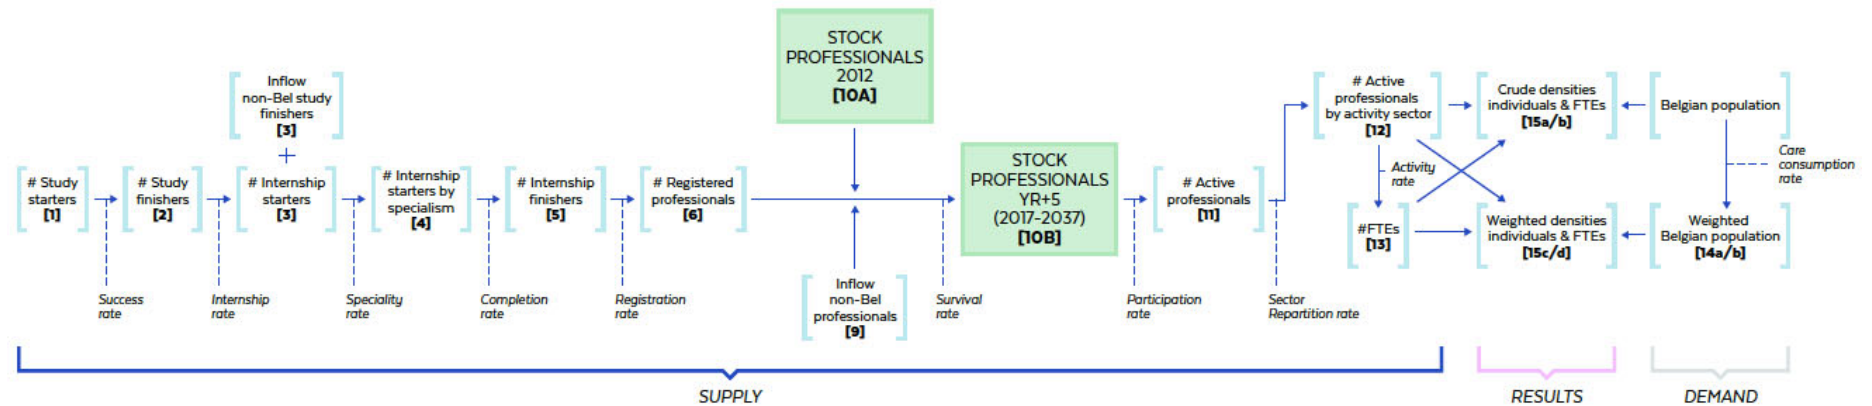 STOCK
PROFESSIONALS
2012
[10A]
Inflow
non-Bel study
finishers
[3]
+
# Study
starters
[1]
# Study
finishers
[2]
# Internship
starters
[3]
# Internship
starters by
specialism
[4]
# Internship
finishers
[5]
# Registered
professionals
[6]
STOCK
PROFESSIONALS
YR+5
(2017-2037)
[10B]
# Active
professionals
[11]
# Active
professionals
by activity sector
[12]
Crude densities
individuals & FTEs
[15a/b]
Belgian population
Activity
rate
Care
consumption
rate
#FTEs
[13]
Weighted densities
individuals & FTEs
[15c/d]
Weighted
Belgian population
[14a/b]
Inflow
non-Bel
professionals
[9]
Success
rate
Internship
rate
Speciality
rate
Completion
rate
Registration
rate
Survival
rate
Participation
rate
Sector
Repartition rate
SUPPLY
RESULTS
DEMAND